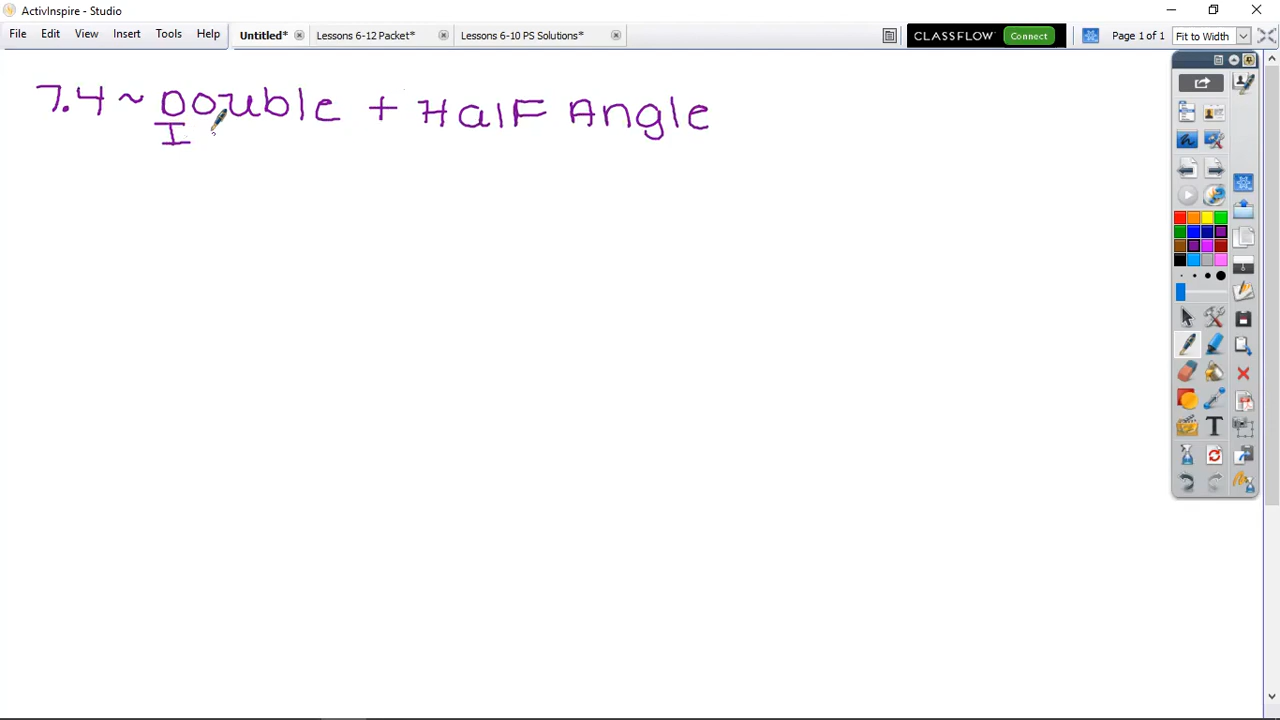 ActivInspire - Studio
File Edit View Insert Tools Help Untitled* Lessons 6-12 Packet* Lessons 6-10 PS Solutions* CLASSFLOW Connect Page 1 of 1 Fit to Width
7.4 ~ Double + Half Angle
I